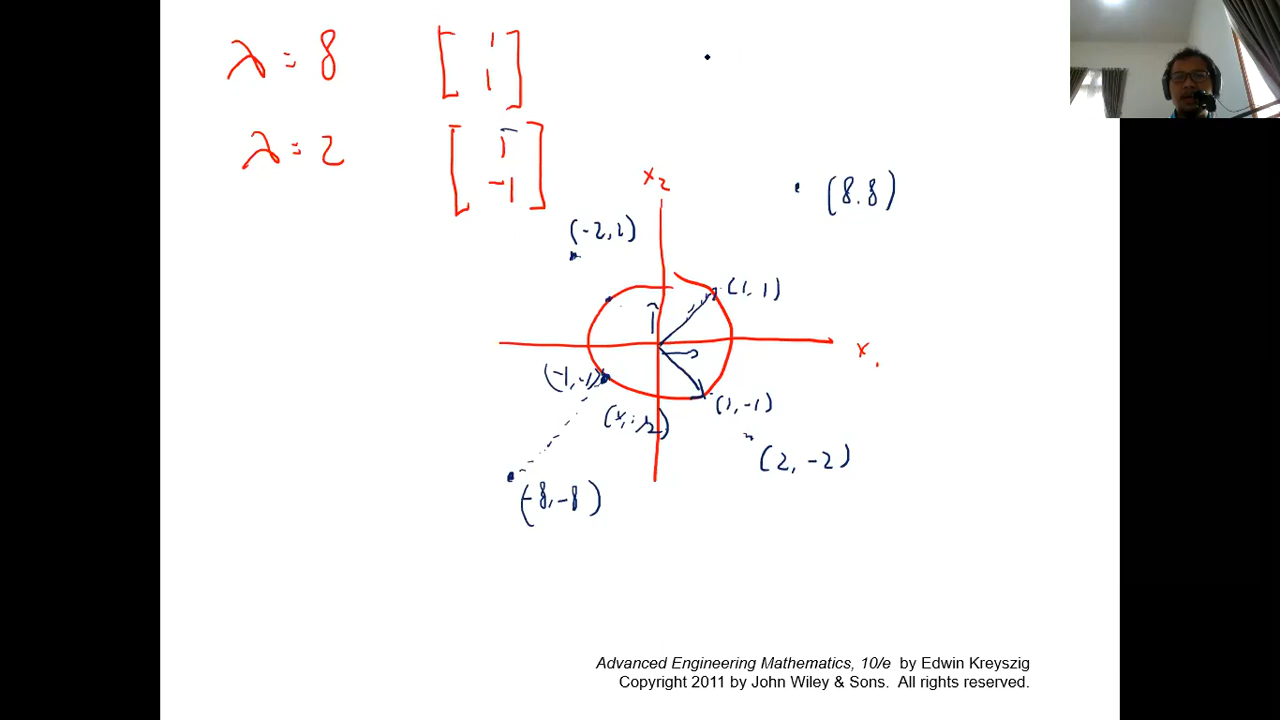 λ = 8 [1 1]
λ = 2 [1 -1]
x2
(8.8)
(-2,2)
(1,1)
x1
(-1,-1)
(1,-1)
(2,-2)
(-8,-8)
Advanced Engineering Mathematics, 10/e by Edwin Kreyszig
Copyright 2011 by John Wiley & Sons. All rights reserved.